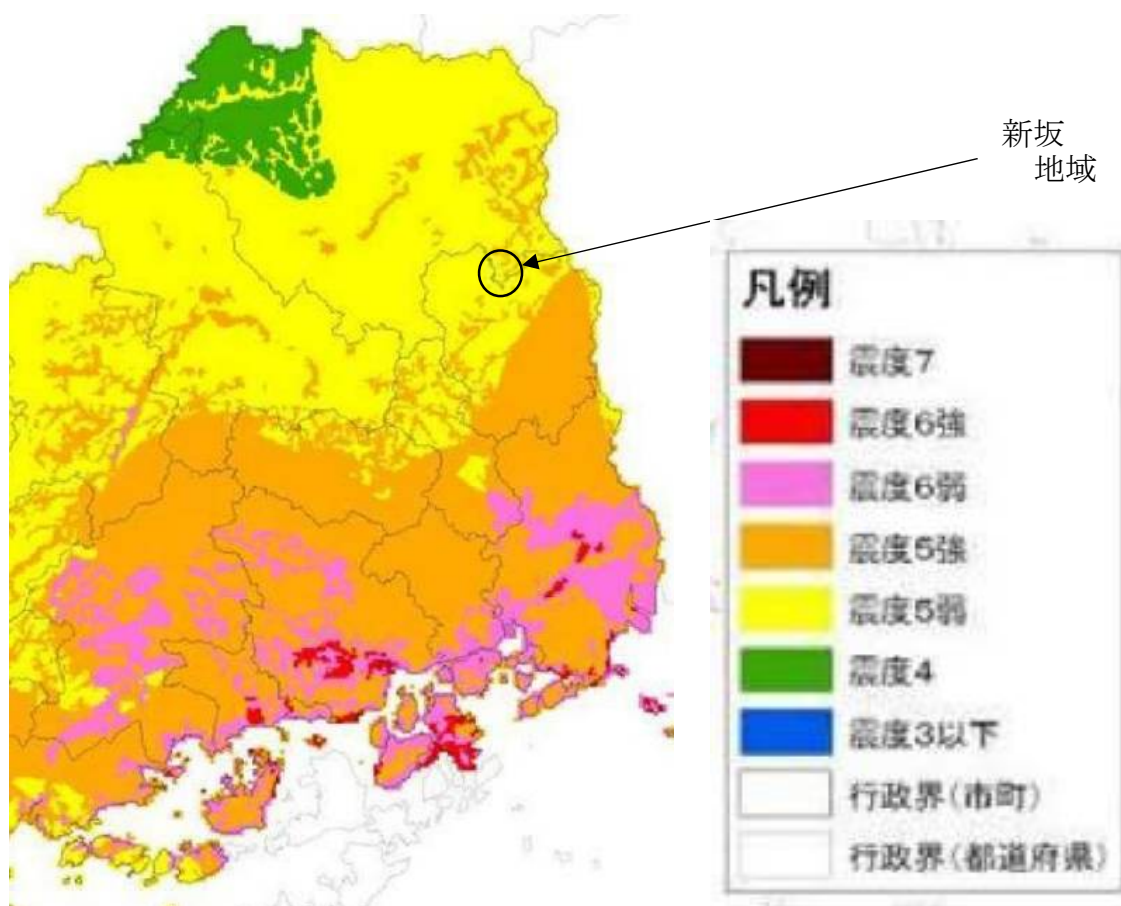 新坂
地域
凡例
震度7
震度6強
震度6弱
震度5強
震度5弱
震度4
震度3以下
行政界(市町)
行政界(都道府県)